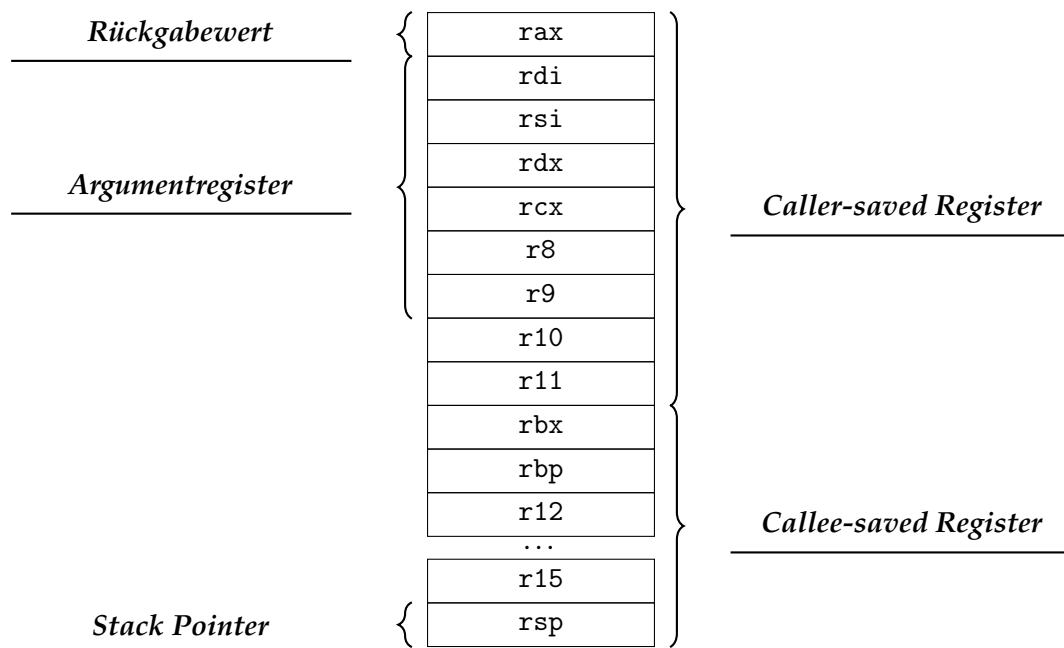 Rückgabewert
rax
rdi
rsi
rdx
Argumentregister
rcx
Caller-saved Register
r8
r9
r10
r11
rbx
rbp
r12
Callee-saved Register
...
r15
Stack Pointer
rsp